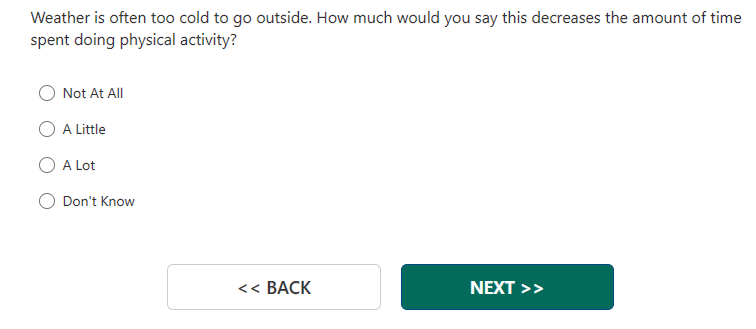 Weather is often too cold to go outside. How much would you say this decreases the amount of time
spent doing physical activity?
Not At All
A Little
A Lot
Don't Know
<< BACK
NEXT >>